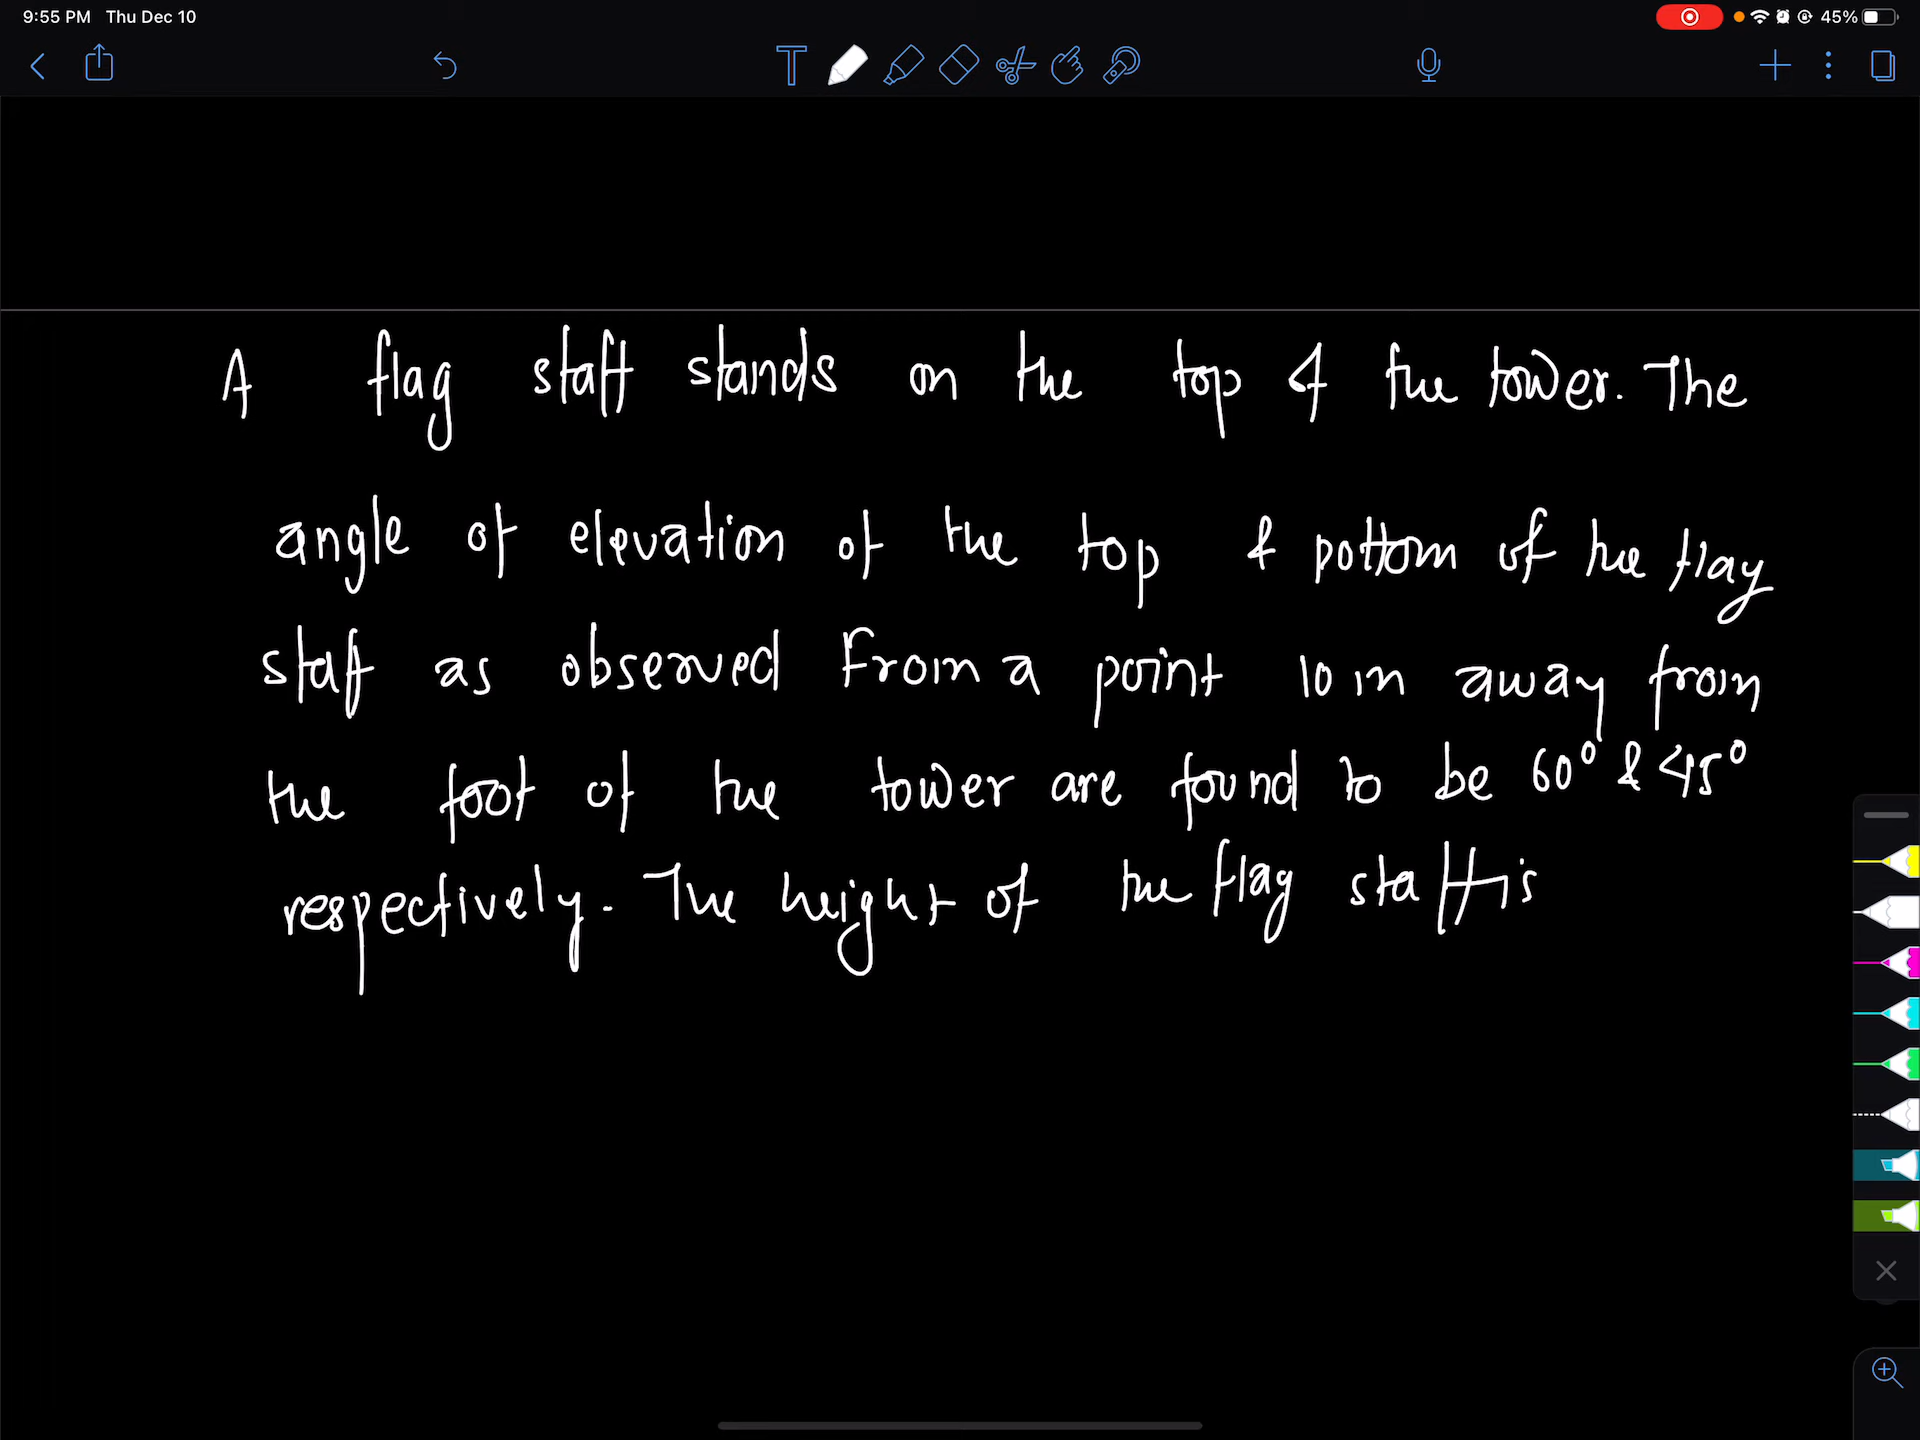 9:55 PM Thu Dec 10
45%
A flag staff stands on the top of the tower. The
angle of elevation of the top & pottom of the flag
staff as observed From a point 10 m away from
the foot of the tower are found to be 60° & 45°
respectively. The height of the flag staff is